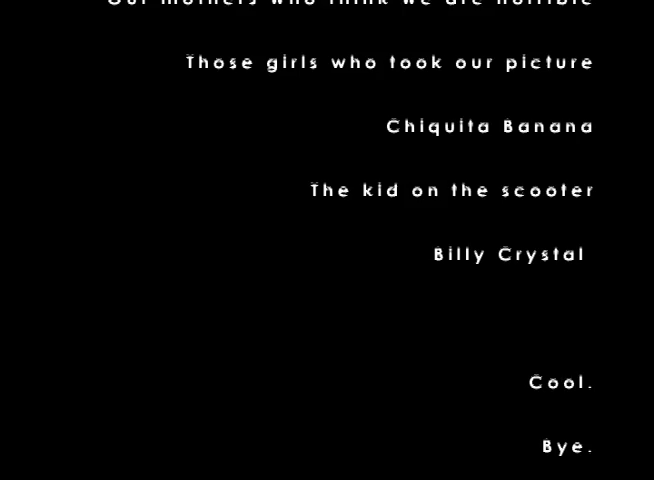 Our mothers who think we are horrible
Those girls who took our picture
Chiquita Banana
The kid on the scooter
Billy Crystal
Cool.
Bye.